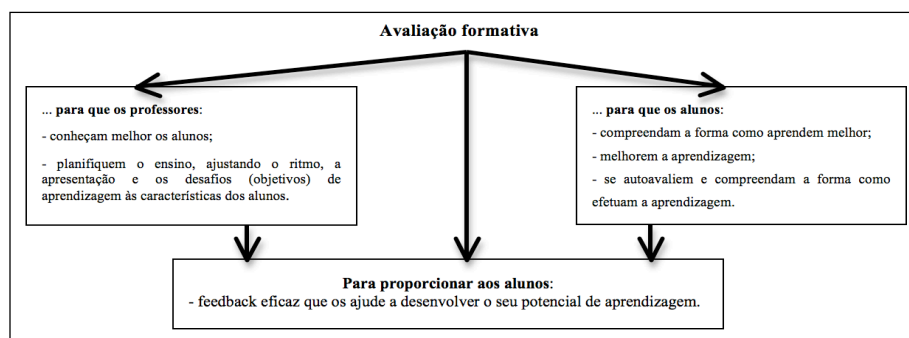 Avaliação formativa
... para que os professores:
- conheçam melhor os alunos;
- planifiquem o ensino, ajustando o ritmo, a
apresentação e os desafios (objetivos) de
aprendizagem às características dos alunos.
... para que os alunos:
- compreendam a forma como aprendem melhor;
- melhorem a aprendizagem;
- se autoavaliem e compreendam a forma como
efetuam a aprendizagem.
Para proporcionar aos alunos:
- feedback eficaz que os ajude a desenvolver o seu potencial de aprendizagem.